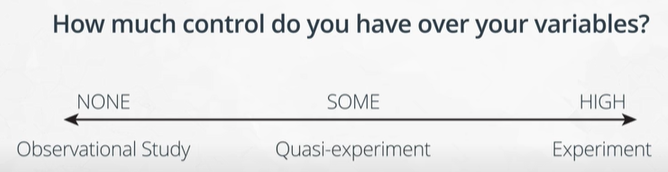 How much control do you have over your variables?
NONE SOME HIGH
Observational Study Quasi-experiment Experiment